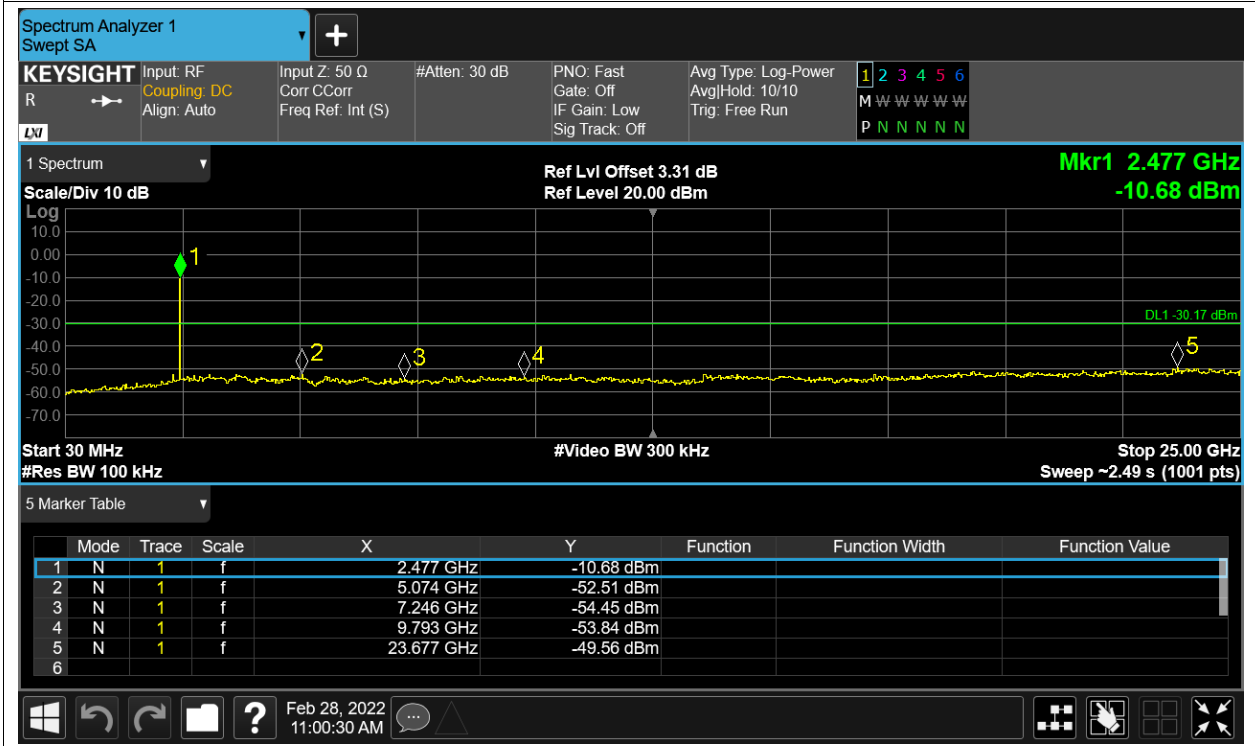 Spectrum Analyzer 1
Swept SA
KEYSIGHT
R
LXI
Input: RF
Coupling: DC
Align: Auto
Input Z: 50 Ω
Corr CCorr
Freq Ref: Int (S)
#Atten: 30 dB
PNO: Fast
Gate: Off
IF Gain: Low
Sig Track: Off
Avg Type: Log-Power
Avg|Hold: 10/10
Trig: Free Run
1 2 3 4 5 6
M W W W W W
P N N N N N
1 Spectrum
Scale/Div 10 dB
Ref Lvl Offset 3.31 dB
Ref Level 20.00 dBm
Mkr1 2.477 GHz
-10.68 dBm
Log
10.0
0.00
-10.0
-20.0
-30.0
-40.0
-50.0
-60.0
-70.0
1
DL1 -30.17 dBm
2
3
4
5
Start 30 MHz
#Res BW 100 kHz
#Video BW 300 kHz
Stop 25.00 GHz
Sweep ~2.49 s (1001 pts)
5 Marker Table
Mode Trace Scale X Y Function Function Width Function Value
1 N 1 f 2.477 GHz -10.68 dBm
2 N 1 f 5.074 GHz -52.51 dBm
3 N 1 f 7.246 GHz -54.45 dBm
4 N 1 f 9.793 GHz -53.84 dBm
5 N 1 f 23.677 GHz -49.56 dBm
6
?
Feb 28, 2022
11:00:30 AM